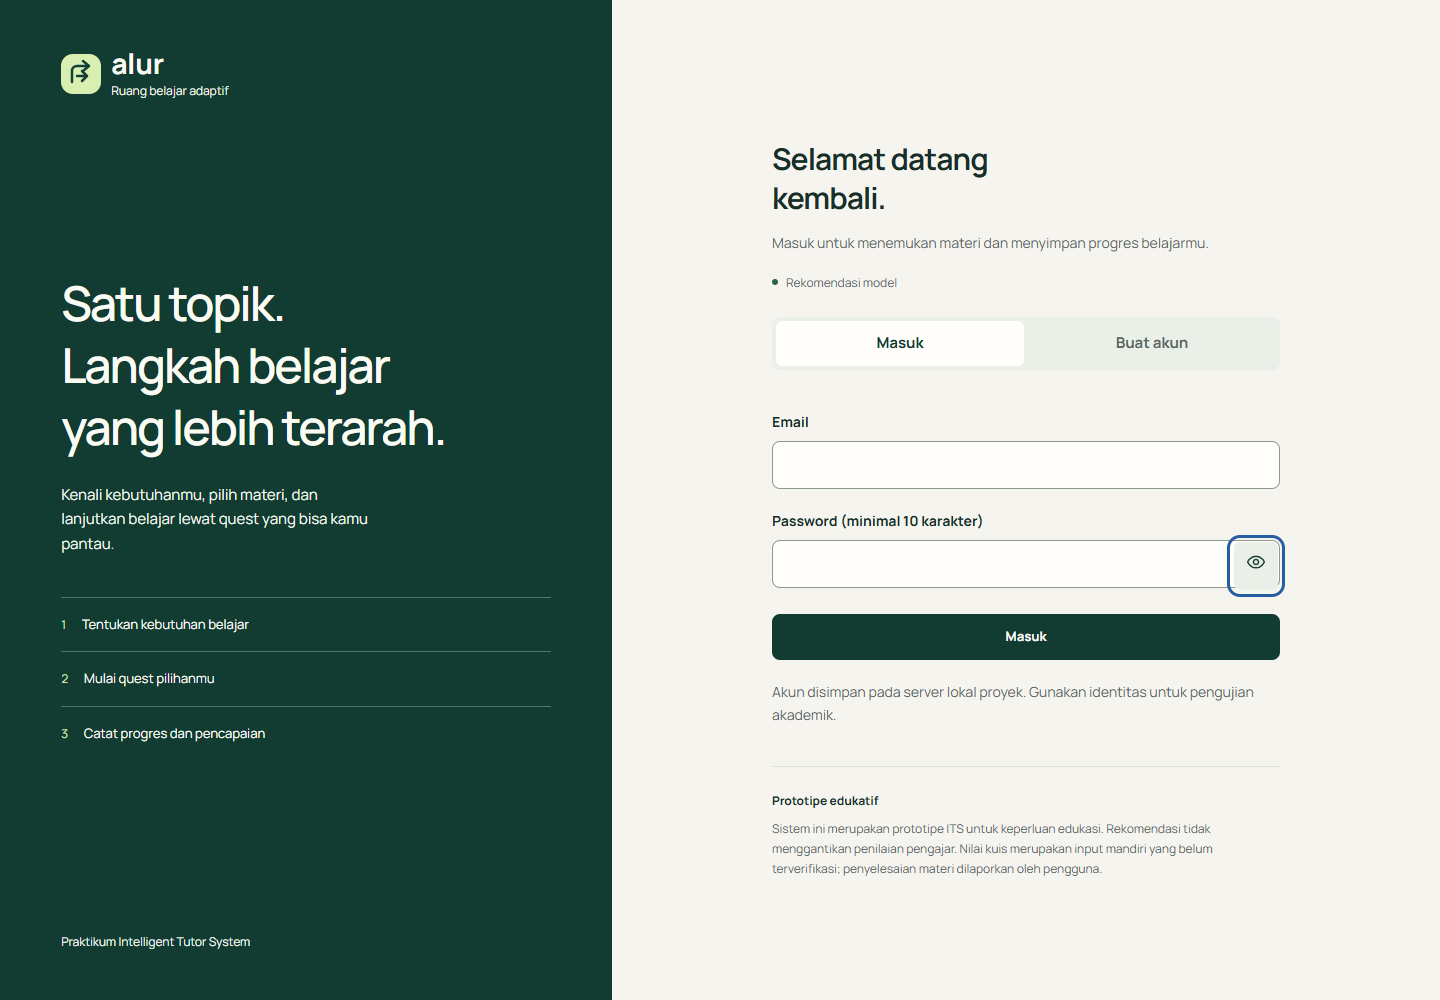 alur
Ruang belajar adaptif
Satu topik.
Langkah belajar
yang lebih terarah.
Kenali kebutuhanmu, pilih materi, dan
lanjutkan belajar lewat quest yang bisa kamu
pantau.
1 Tentukan kebutuhan belajar
2 Mulai quest pilihanmu
3 Catat progres dan pencapaian
Praktikum Intelligent Tutor System
Selamat datang
kembali.
Masuk untuk menemukan materi dan menyimpan progres belajarmu.
Rekomendasi model
Masuk Buat akun
Email
Password (minimal 10 karakter)
Masuk
Akun disimpan pada server lokal proyek. Gunakan identitas untuk pengujian
akademik.
Prototipe edukatif
Sistem ini merupakan prototipe ITS untuk keperluan edukasi. Rekomendasi tidak
menggantikan penilaian pengajar. Nilai kuis merupakan input mandiri yang belum
terverifikasi; penyelesaian materi dilaporkan oleh pengguna.